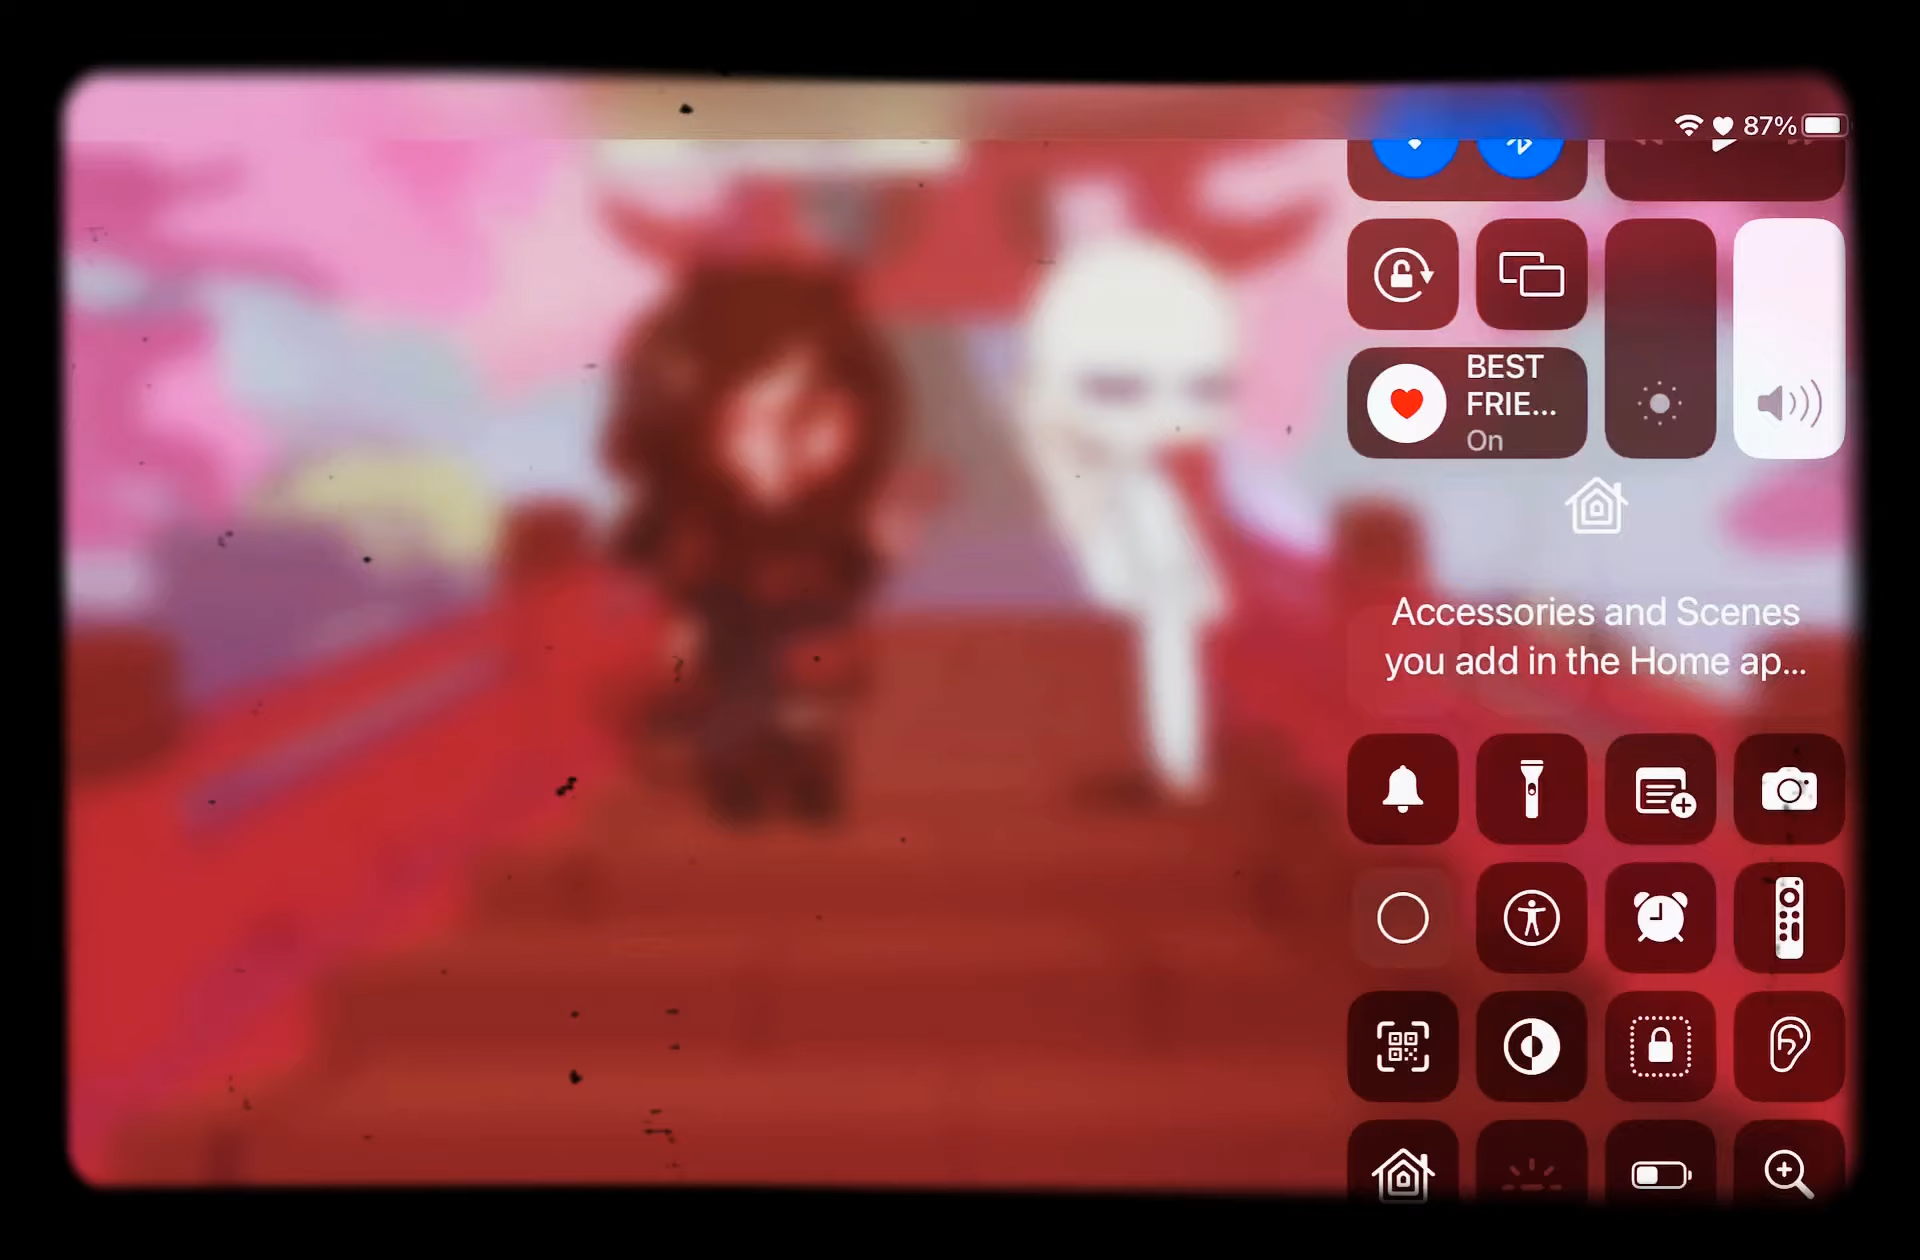 87%
BEST
FRIE...
On
Accessories and Scenes
you add in the Home ap...